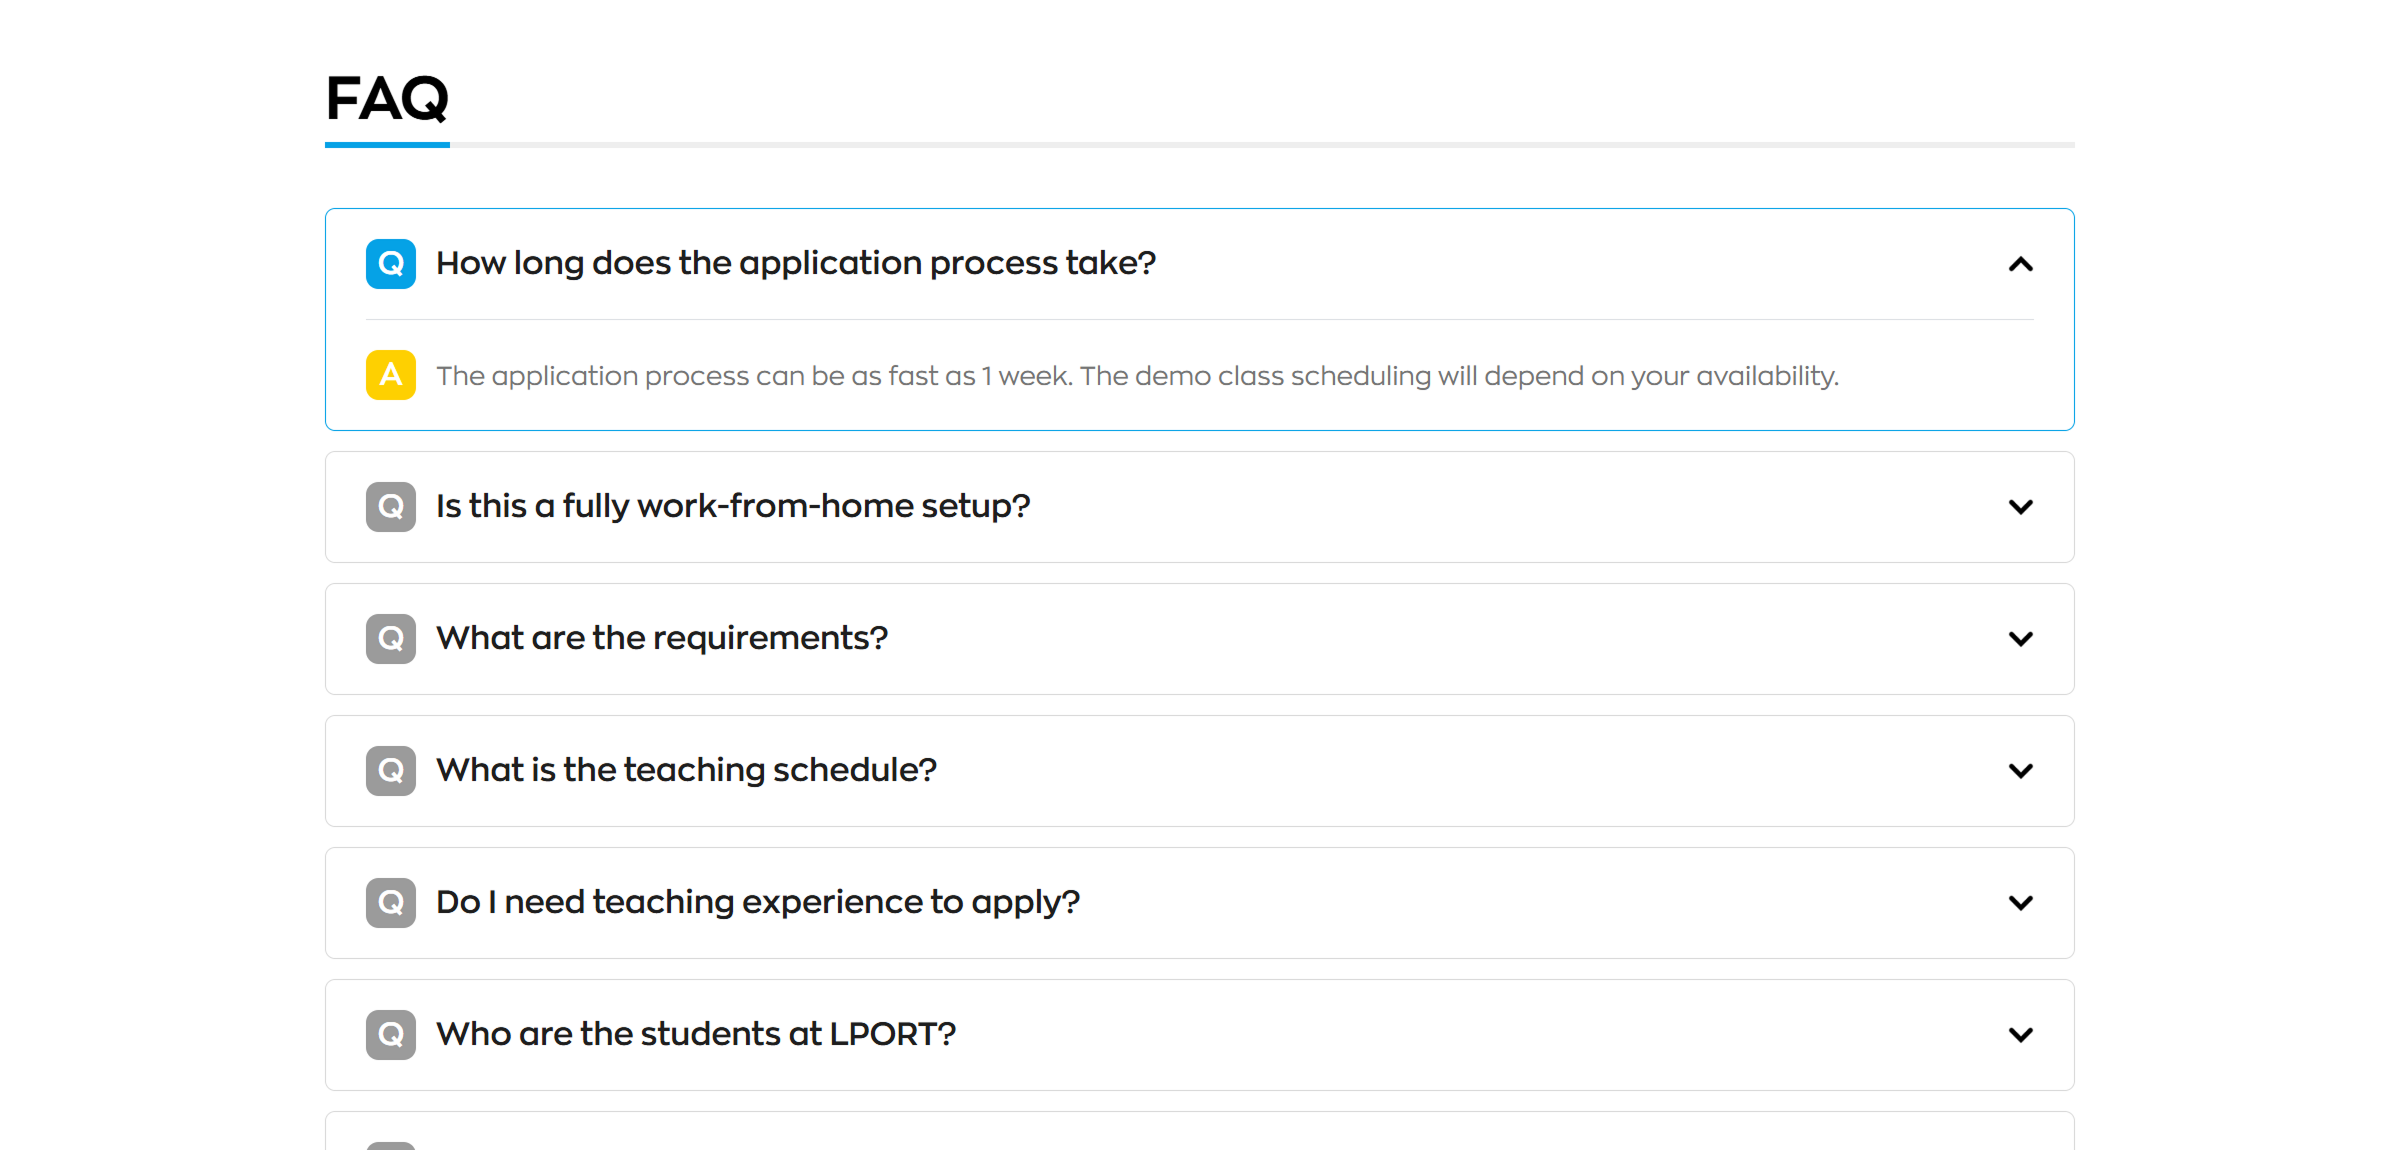 FAQ
Q How long does the application process take?
A The application process can be as fast as 1 week. The demo class scheduling will depend on your availability.
Q Is this a fully work-from-home setup?
Q What are the requirements?
Q What is the teaching schedule?
Q Do I need teaching experience to apply?
Q Who are the students at LPORT?